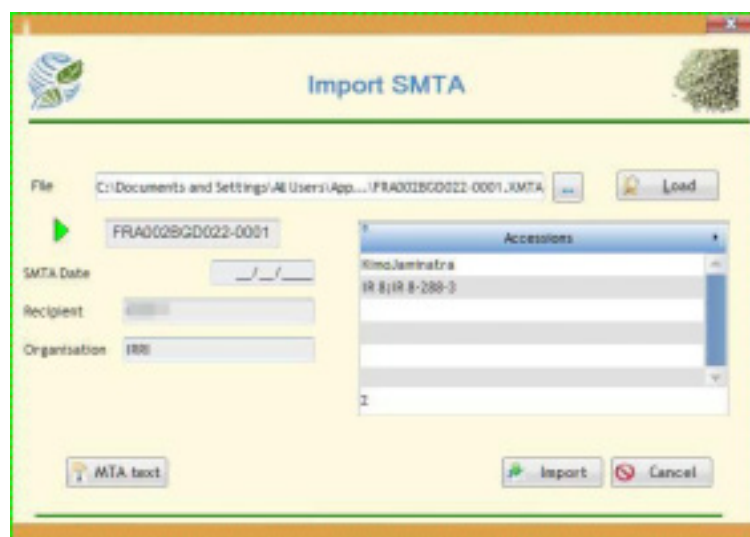 Import SMTA
File
C:\Documents and Settings\All Users\App...\FRA002BGD022-0001.XMTA
...
Load
FRA002BGD022-0001
Accessions
SMTA Date
__/__/____
KimoJaminatra
IR 8;IR 8-288-3
Recipient
Organisation
IRRI
2
MTA text
Import
Cancel